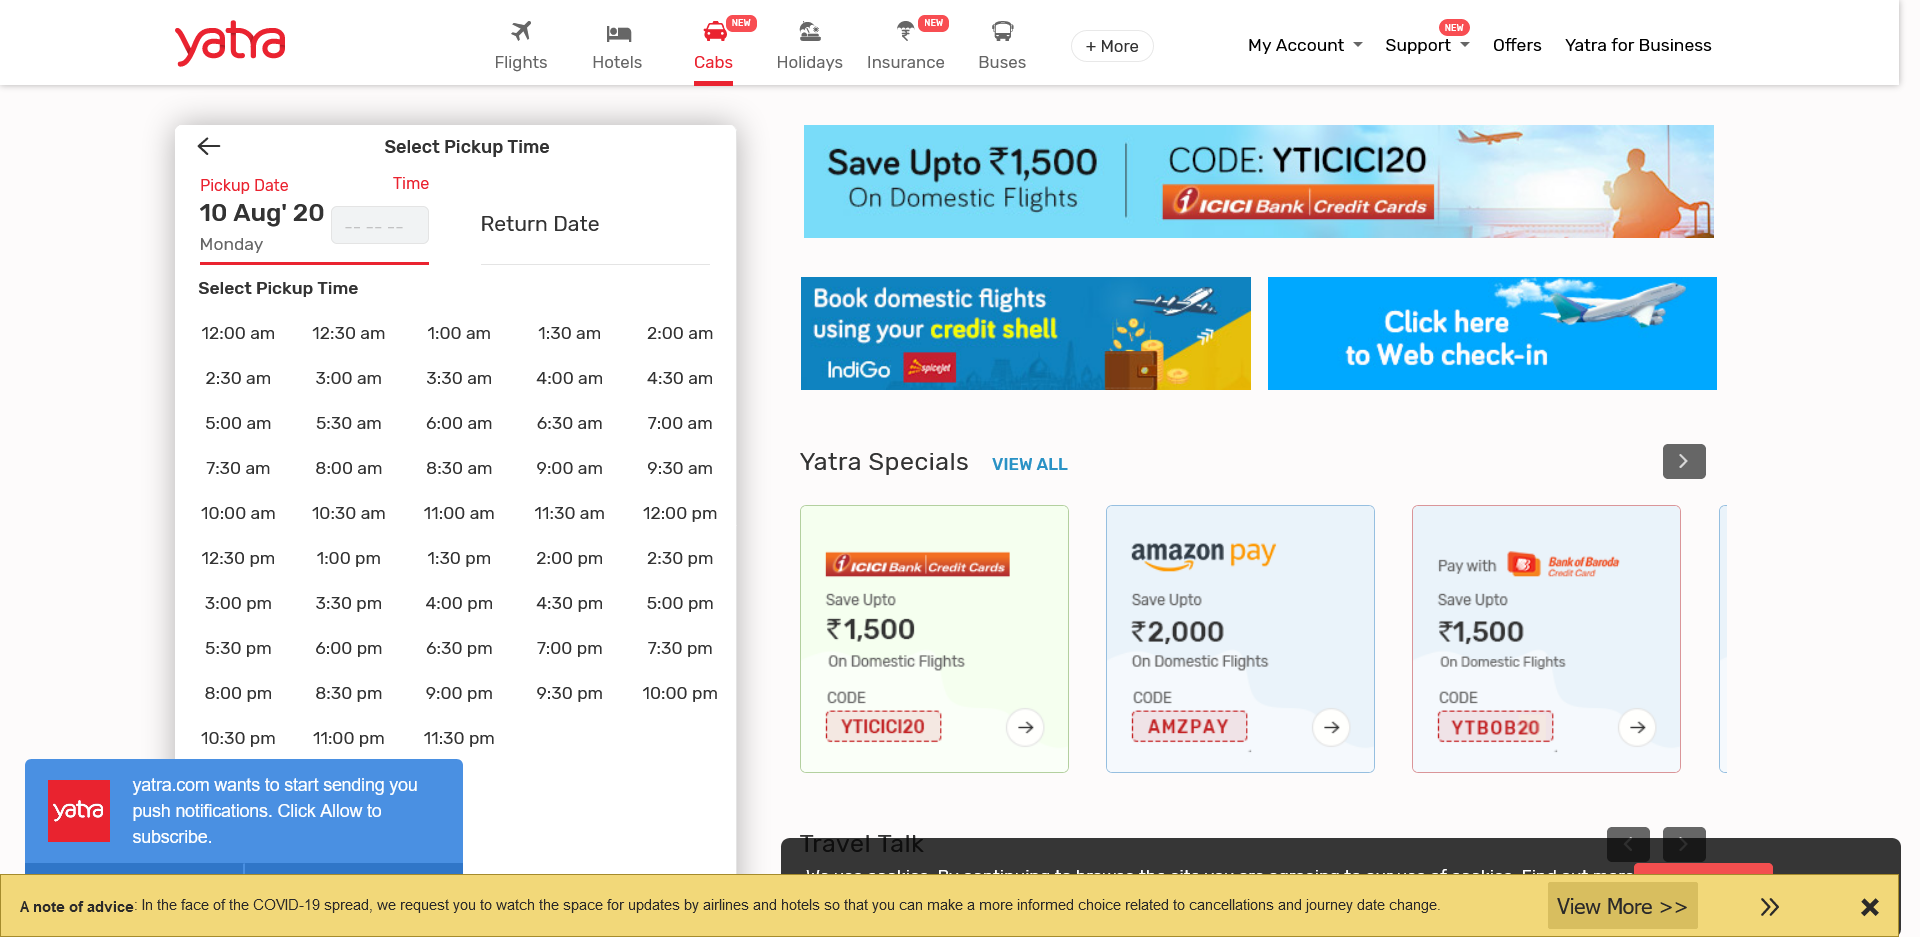 yatra
Flights
Hotels
NEW
Cabs
Holidays
NEW
Insurance
Buses
+ More
My Account
NEW
Support
Offers
Yatra for Business
Select Pickup Time
Pickup Date
Time
10 Aug' 20
-- -- --
Monday
Return Date
Select Pickup Time
12:00 am 12:30 am 1:00 am 1:30 am 2:00 am
2:30 am 3:00 am 3:30 am 4:00 am 4:30 am
5:00 am 5:30 am 6:00 am 6:30 am 7:00 am
7:30 am 8:00 am 8:30 am 9:00 am 9:30 am
10:00 am 10:30 am 11:00 am 11:30 am 12:00 pm
12:30 pm 1:00 pm 1:30 pm 2:00 pm 2:30 pm
3:00 pm 3:30 pm 4:00 pm 4:30 pm 5:00 pm
5:30 pm 6:00 pm 6:30 pm 7:00 pm 7:30 pm
8:00 pm 8:30 pm 9:00 pm 9:30 pm 10:00 pm
10:30 pm 11:00 pm 11:30 pm
yatra
yatra.com wants to start sending you
push notifications. Click Allow to
subscribe.
Save Upto ₹1,500
On Domestic Flights
CODE: YTICICI20
ICICI Bank Credit Cards
Book domestic flights
using your credit shell
IndiGo spicejet
Click here
to Web check-in
Yatra Specials VIEW ALL
ICICI Bank Credit Cards
Save Upto
₹1,500
On Domestic Flights
CODE
YTICICI20
amazon pay
Save Upto
₹2,000
On Domestic Flights
CODE
AMZPAY
Pay with Bank of Baroda
Credit Card
Save Upto
₹1,500
On Domestic Flights
CODE
YTBOB20
Travel Talk
We use cookies. By continuing to browse the site you are agreeing to our use of cookies. Find out more
A note of advice: In the face of the COVID-19 spread, we request you to watch the space for updates by airlines and hotels so that you can make a more informed choice related to cancellations and journey date change.
View More >>